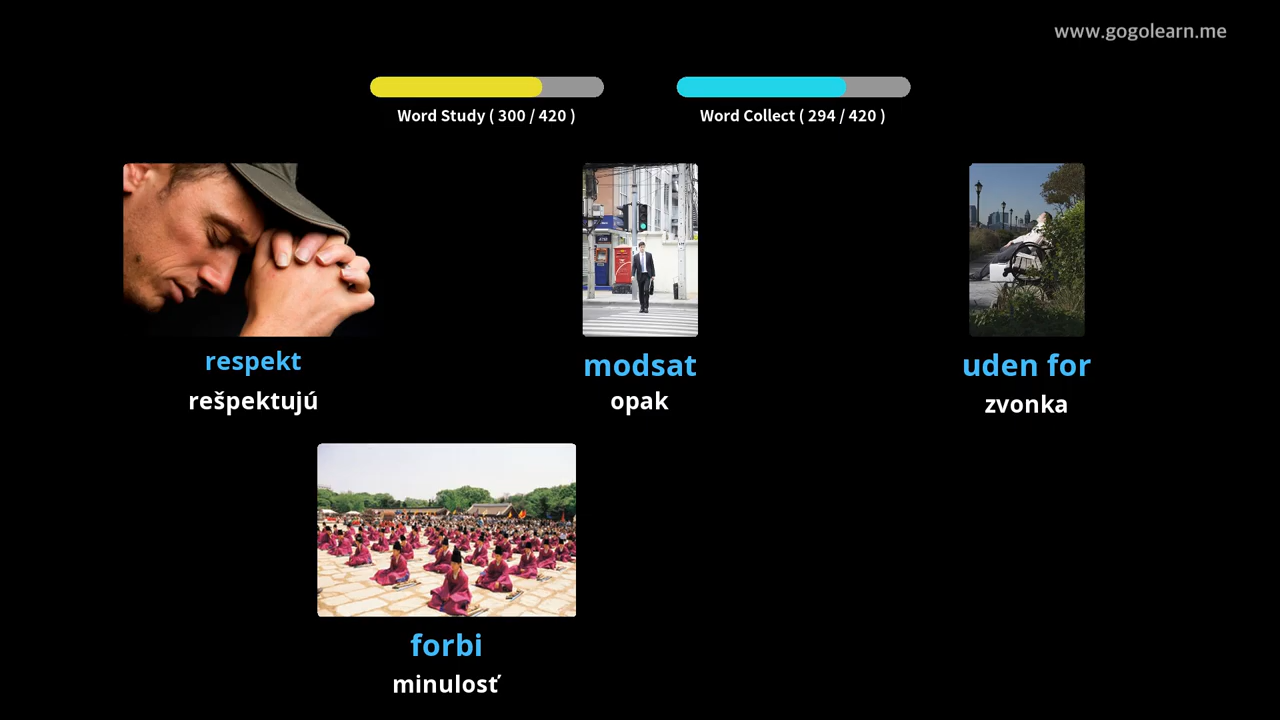 www.gogolearn.me
Word Study ( 300 / 420 )
Word Collect ( 294 / 420 )
respekt
rešpektujú
modsat
opak
uden for
zvonka
forbi
minulosť